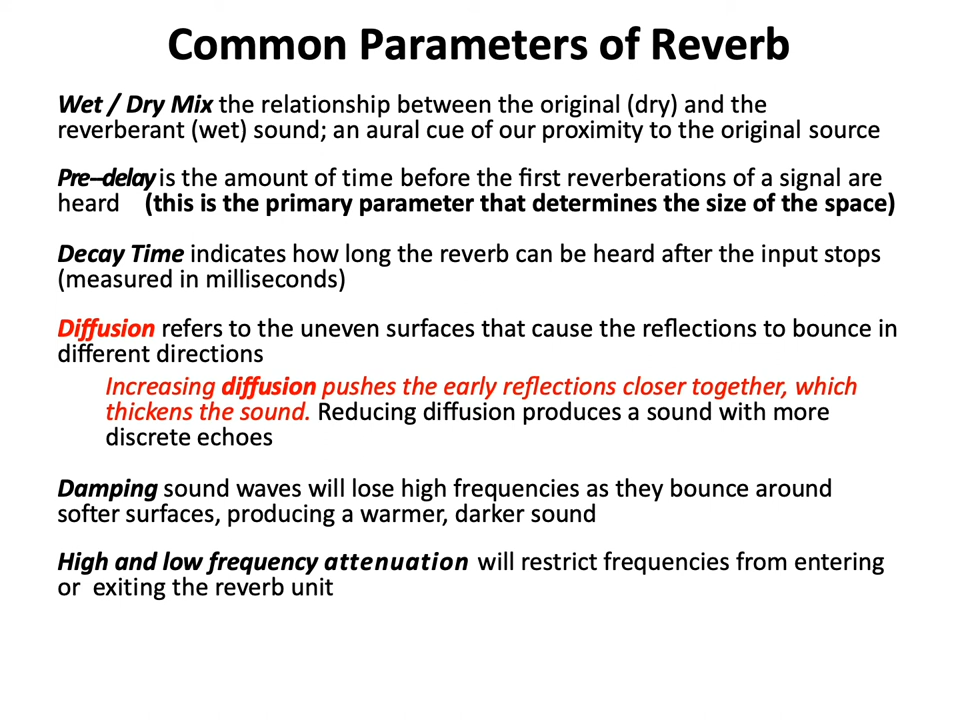 Common Parameters of Reverb
Wet / Dry Mix the relationship between the original (dry) and the
reverberant (wet) sound; an aural cue of our proximity to the original source
Pre–delay is the amount of time before the first reverberations of a signal are
heard (this is the primary parameter that determines the size of the space)
Decay Time indicates how long the reverb can be heard after the input stops
(measured in milliseconds)
Diffusion refers to the uneven surfaces that cause the reflections to bounce in
different directions
Increasing diffusion pushes the early reflections closer together, which
thickens the sound. Reducing diffusion produces a sound with more
discrete echoes
Damping sound waves will lose high frequencies as they bounce around
softer surfaces, producing a warmer, darker sound
High and low frequency attenuation will restrict frequencies from entering
or exiting the reverb unit